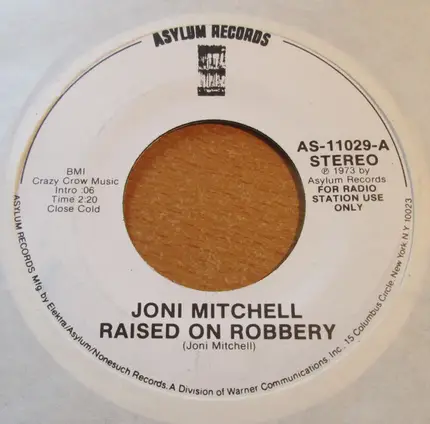 ASYLUM RECORDS
BMI
Crazy Crow Music
Intro :06
Time 2:20
Close Cold
AS-11029-A
STEREO
℗ 1973 by
Asylum Records
FOR RADIO
STATION USE
ONLY
JONI MITCHELL
RAISED ON ROBBERY
(Joni Mitchell)
ASYLUM RECORDS Mfg. by Elektra/Asylum/Nonesuch Records. A Division of Warner Communications, Inc. 15 Columbus Circle, New York N Y 10023